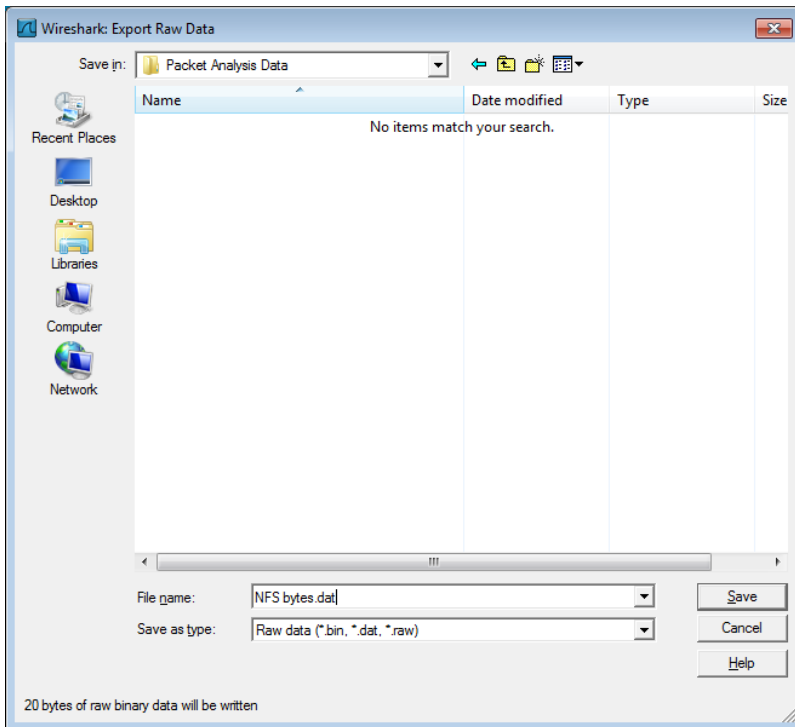 Wireshark: Export Raw Data
Save in: Packet Analysis Data
Name Date modified Type Size
No items match your search.
Recent Places
Desktop
Libraries
Computer
Network
File name: NFS bytes.dat Save
Save as type: Raw data (*.bin, *.dat, *.raw) Cancel
Help
20 bytes of raw binary data will be written